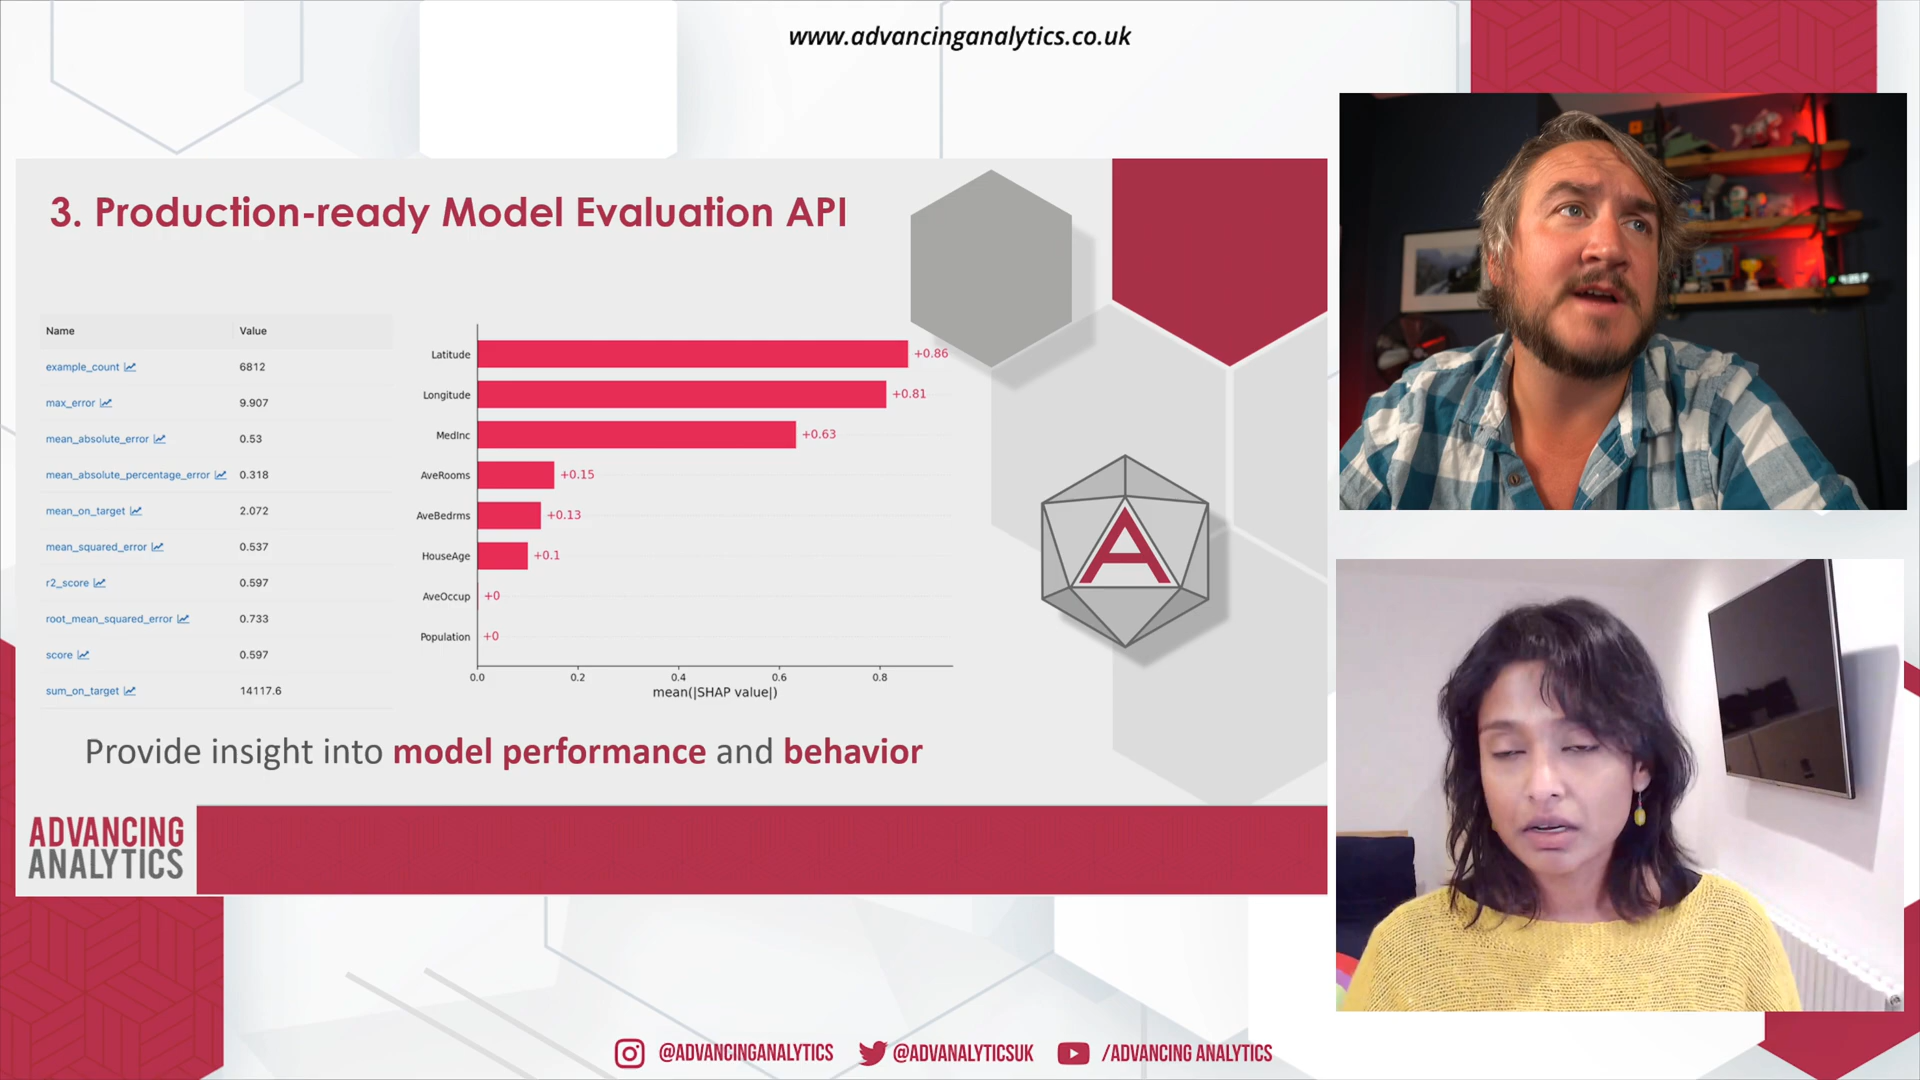 www.advancinganalytics.co.uk
3. Production-ready Model Evaluation API
Name Value
example_count 6812
max_error 9.907
mean_absolute_error 0.53
mean_absolute_percentage_error 0.318
mean_on_target 2.072
mean_squared_error 0.537
r2_score 0.597
root_mean_squared_error 0.733
score 0.597
sum_on_target 14117.6
Latitude +0.86
Longitude +0.81
MedInc +0.63
AveRooms +0.15
AveBedrms +0.13
HouseAge +0.1
AveOccup +0
Population +0
0.0 0.2 0.4 0.6 0.8
mean(|SHAP value|)
A
Provide insight into model performance and behavior
ADVANCING
ANALYTICS
@ADVANCINGANALYTICS @ADVANALYTICSUK /ADVANCING ANALYTICS